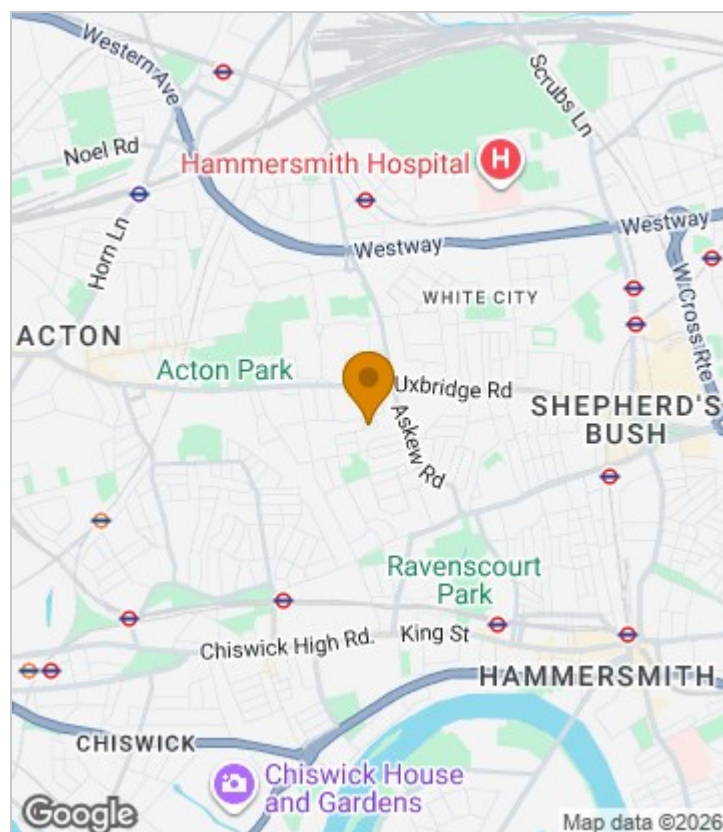 Western Ave
Scrubs Ln
Noel Rd
Hammersmith Hospital
H
Horn Ln
Westway
Westway
W Cross Rte
WHITE CITY
ACTON
Acton Park
Uxbridge Rd
SHEPHERD'S
BUSH
Askew Rd
Ravenscourt
Park
Chiswick High Rd.
King St
HAMMERSMITH
CHISWICK
Chiswick House
and Gardens
Google
Map data ©2026